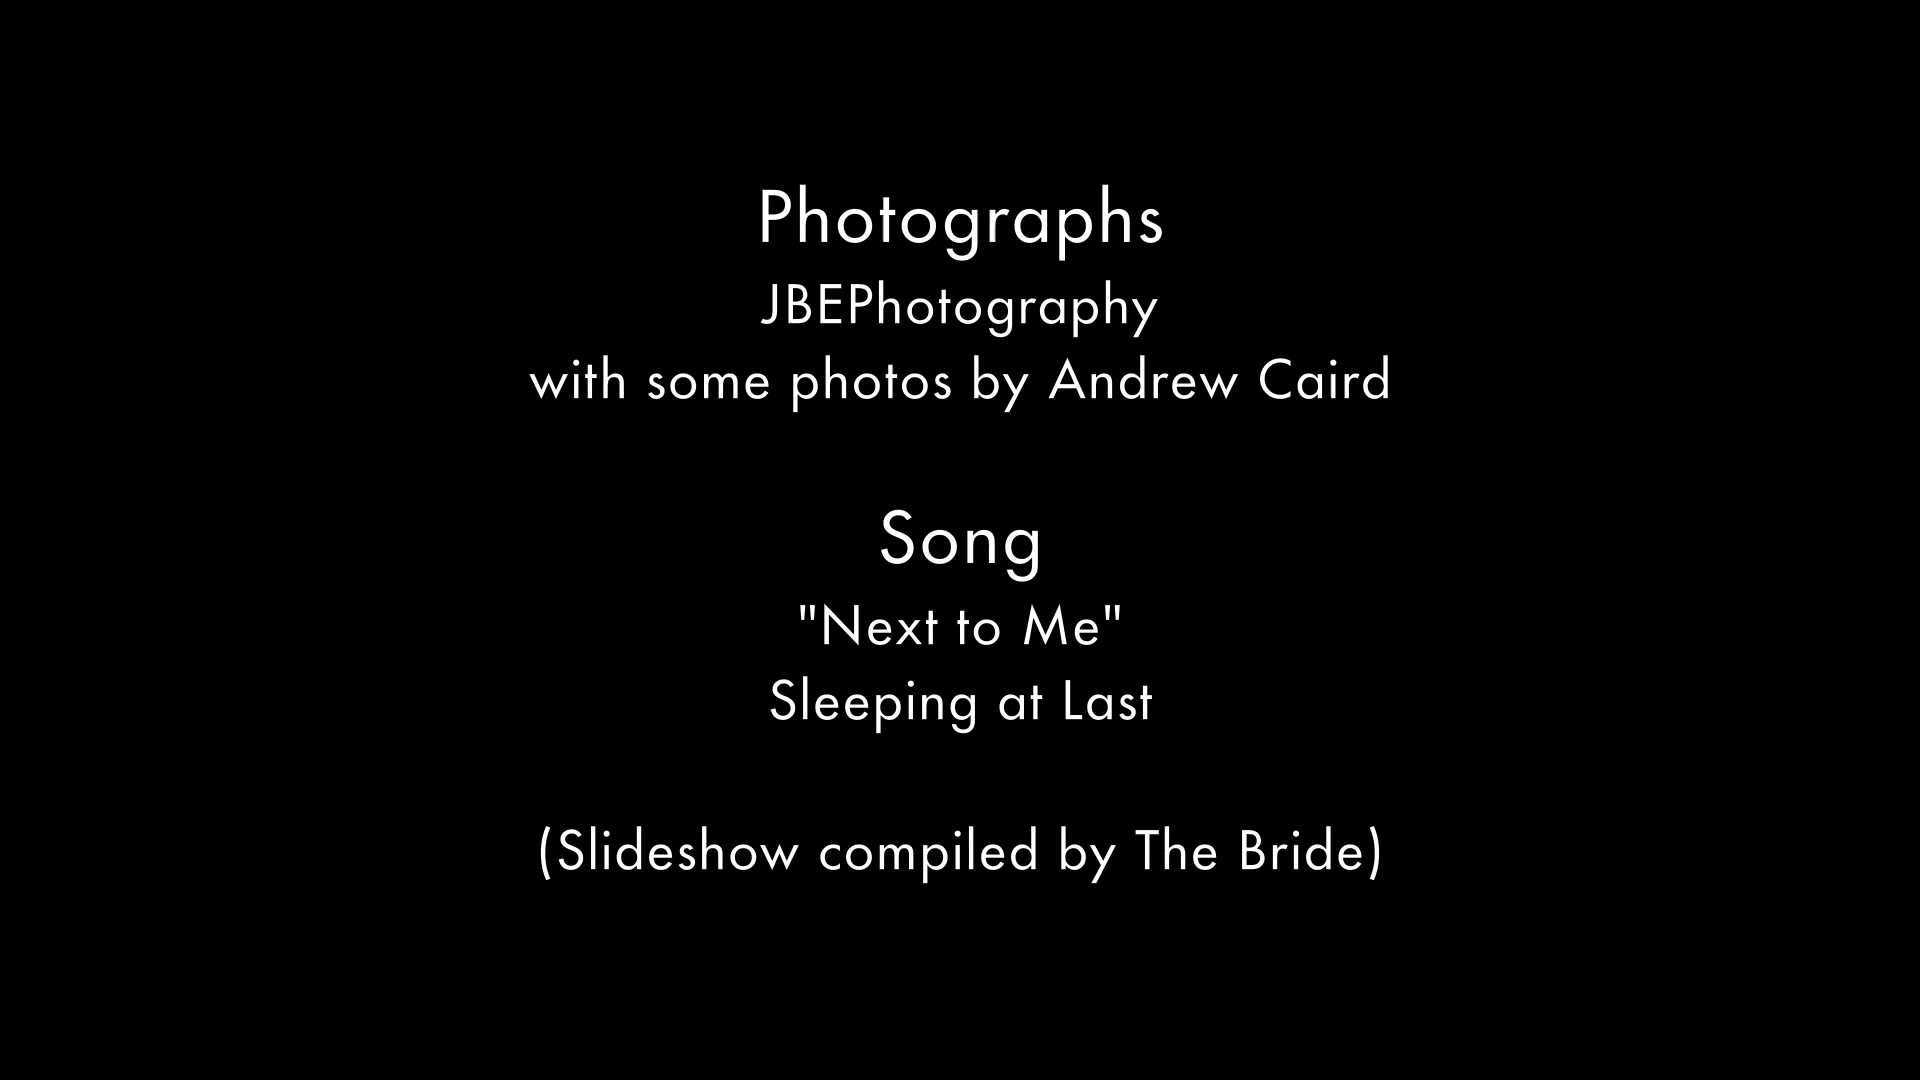 Photographs
JBEPhotography
with some photos by Andrew Caird
Song
"Next to Me"
Sleeping at Last
(Slideshow compiled by The Bride)